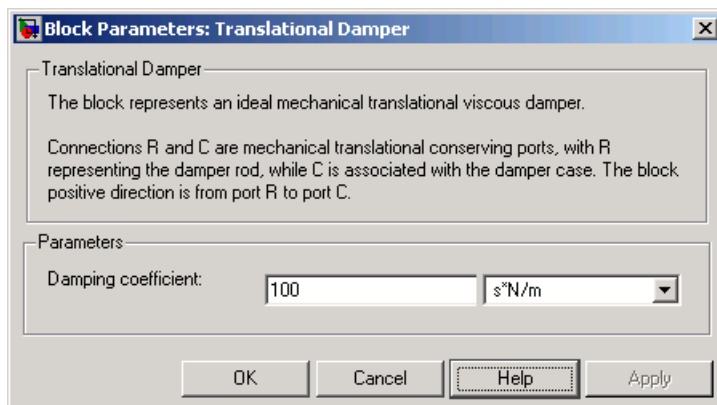 Block Parameters: Translational Damper
Translational Damper
The block represents an ideal mechanical translational viscous damper.
Connections R and C are mechanical translational conserving ports, with R
representing the damper rod, while C is associated with the damper case. The block
positive direction is from port R to port C.
Parameters
Damping coefficient: 100 s*N/m
OK Cancel Help Apply